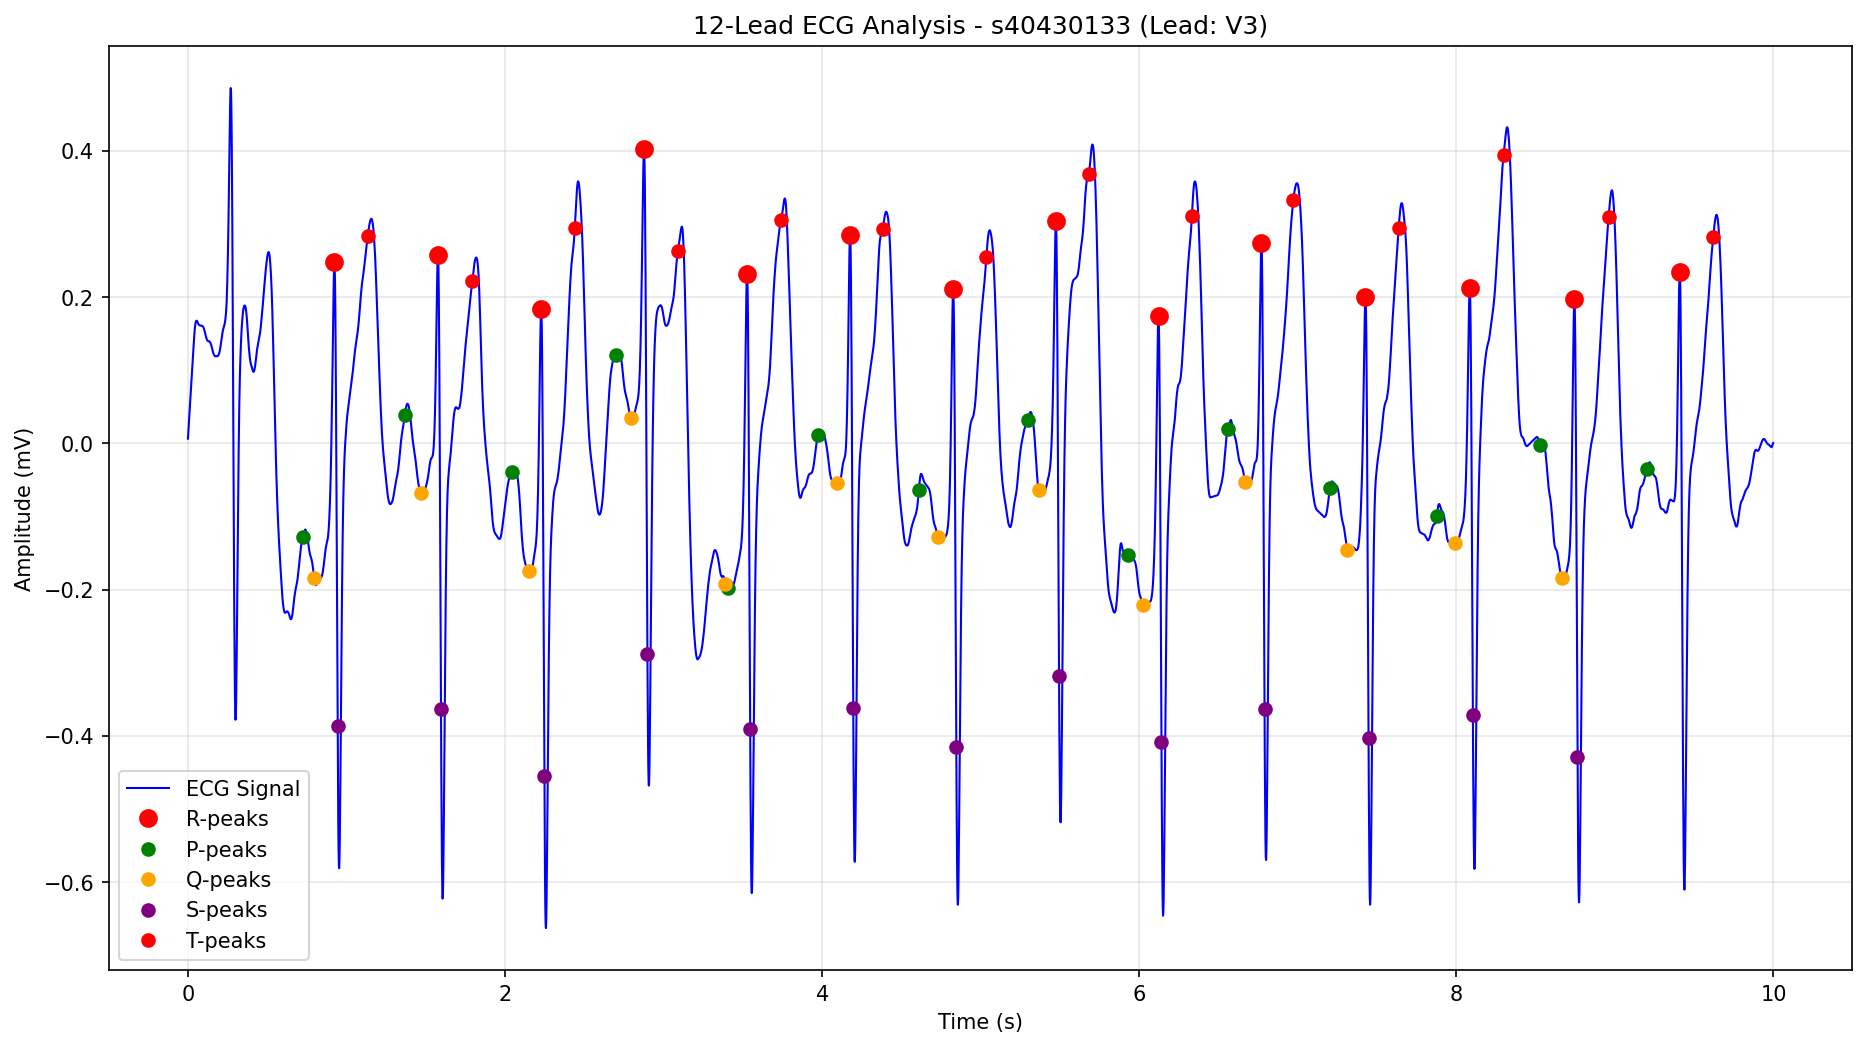 12-Lead ECG Analysis - s40430133 (Lead: V3)
Amplitude (mV)
0.4
0.2
0.0
−0.2
−0.4
−0.6
ECG Signal
R-peaks
P-peaks
Q-peaks
S-peaks
T-peaks
0 2 4 6 8 10
Time (s)